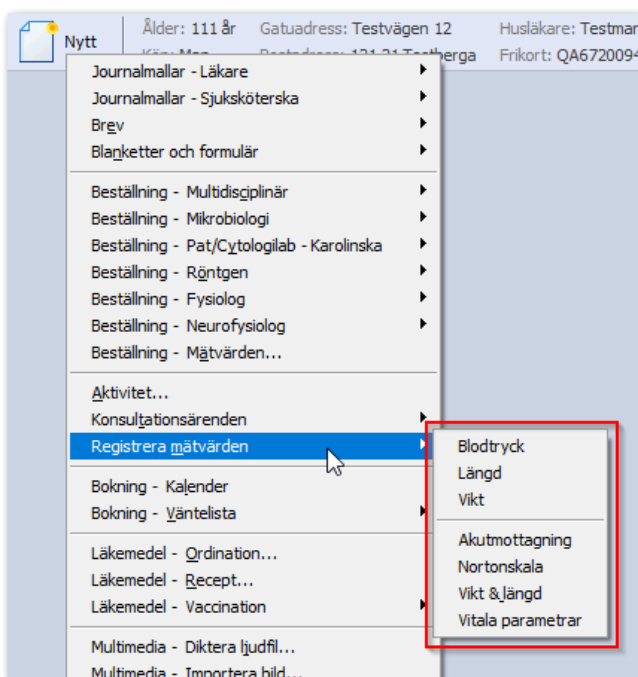 Nytt
Ålder: 111 år Gatuadress: Testvägen 12 Husläkare:
Frikort: QA6720094
Journalmallar - Läkare
Journalmallar - Sjuksköterska
Brev
Blanketter och formulär
Beställning - Multidisciplinär
Beställning - Mikrobiologi
Beställning - Pat/Cytologilab - Karolinska
Beställning - Röntgen
Beställning - Fysiolog
Beställning - Neurofysiolog
Beställning - Mätvärden...
Aktivitet...
Konsultationsärenden
Registrera mätvärden
Blodtryck
Längd
Vikt
Akutmottagning
Nortonskala
Vikt & längd
Vitala parametrar
Bokning - Kalender
Bokning - Väntelista
Läkemedel - Ordination...
Läkemedel - Recept...
Läkemedel - Vaccination
Multimedia - Diktera ljudfil...
Multimedia - Importera bild...